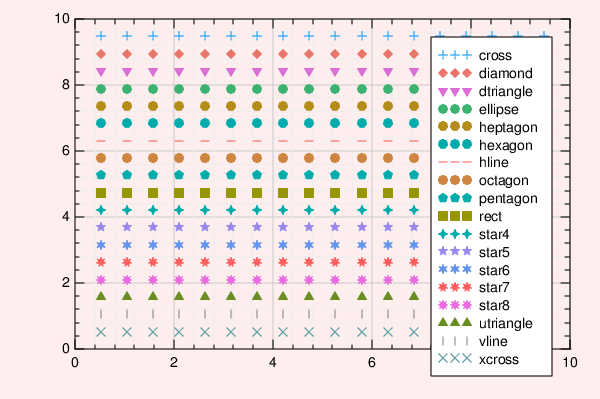 10
8
6
4
2
0
0
2
4
6
10
cross
diamond
dtriangle
ellipse
heptagon
hexagon
hline
octagon
pentagon
rect
star4
star5
star6
star7
star8
utriangle
vline
xcross